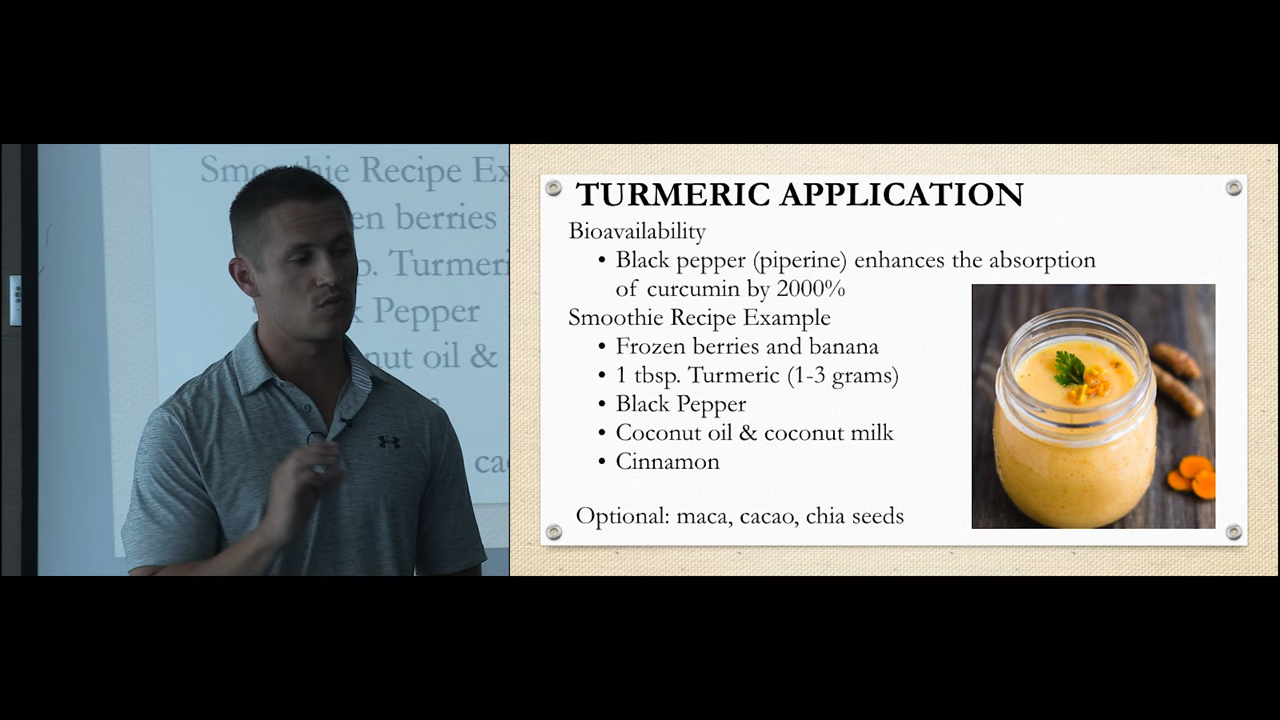 Smoothie Recipe Ex
en berries
p. Turmeri
k Pepper
nut oil &
n
ca
TURMERIC APPLICATION
Bioavailability
• Black pepper (piperine) enhances the absorption
of curcumin by 2000%
Smoothie Recipe Example
• Frozen berries and banana
• 1 tbsp. Turmeric (1-3 grams)
• Black Pepper
• Coconut oil & coconut milk
• Cinnamon
Optional: maca, cacao, chia seeds